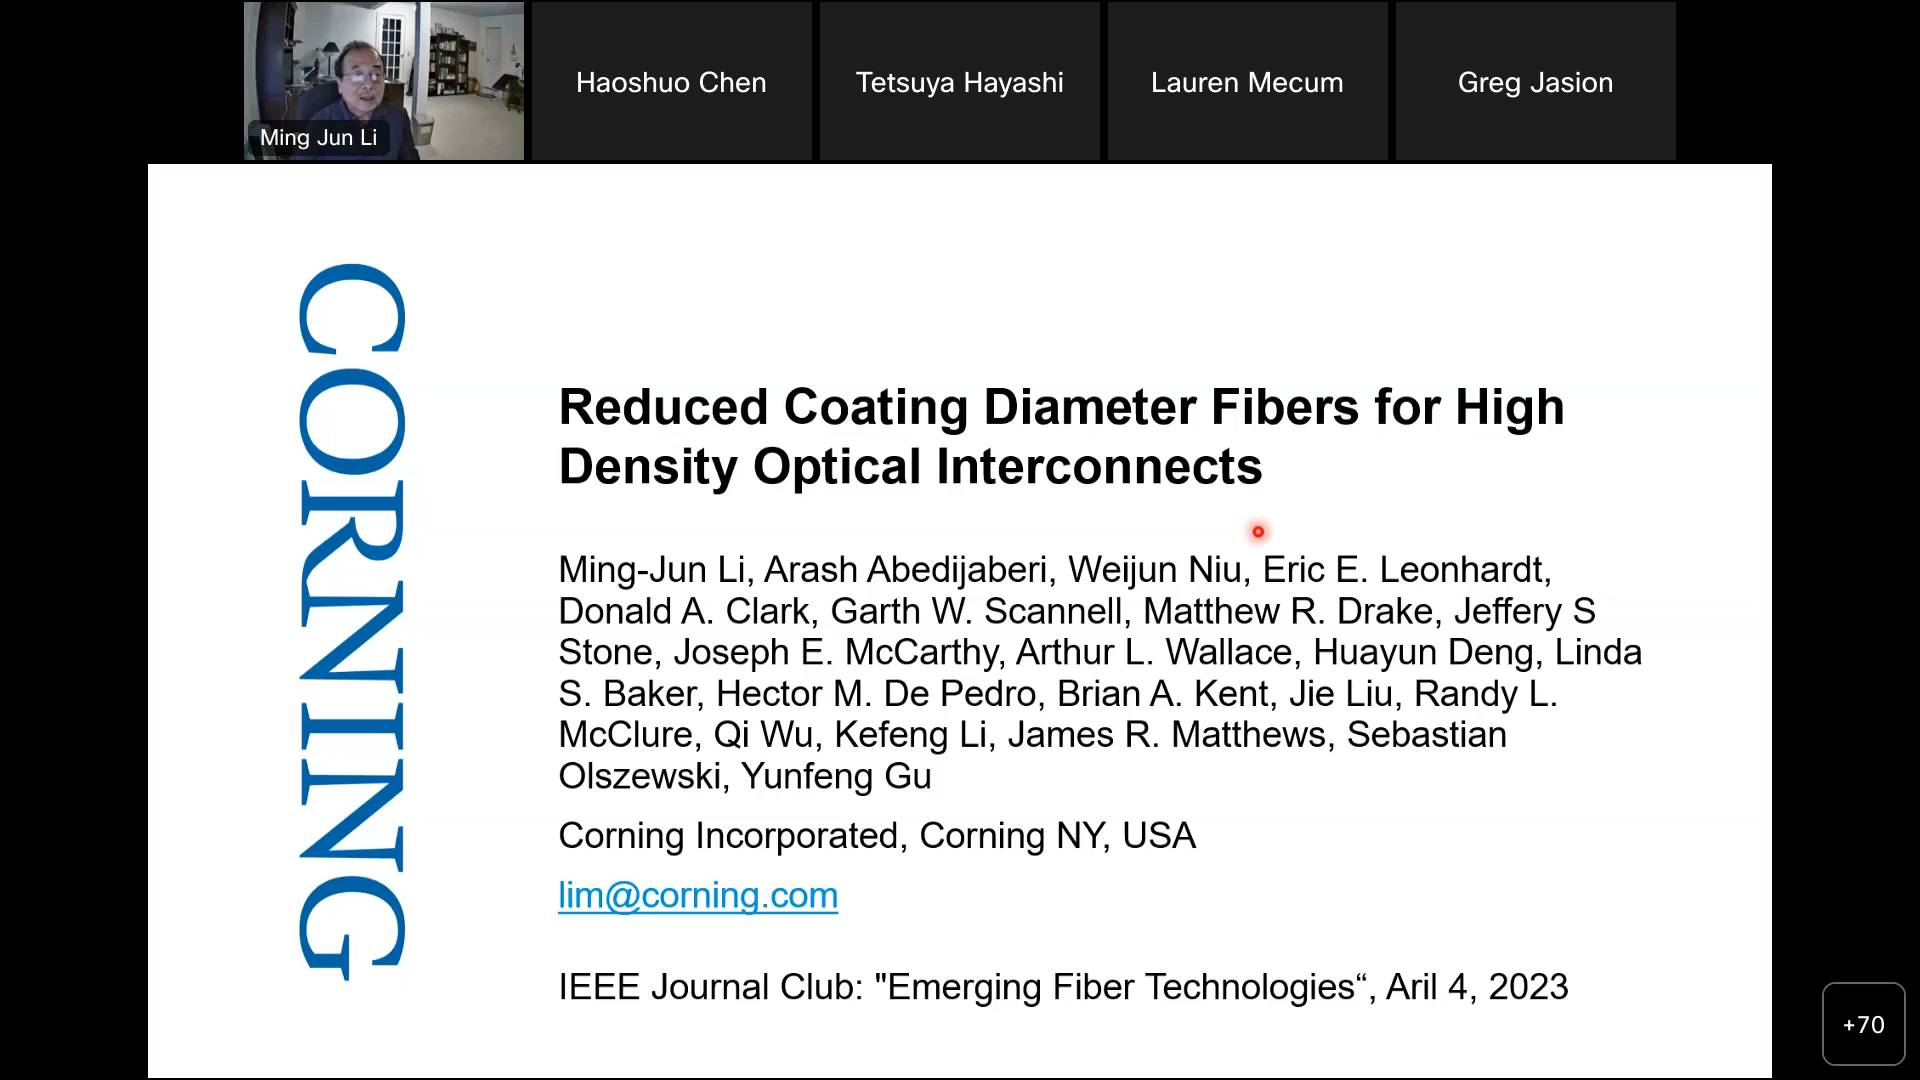 Ming Jun Li
Haoshuo Chen
Tetsuya Hayashi
Lauren Mecum
Greg Jasion
CORNING
Reduced Coating Diameter Fibers for High
Density Optical Interconnects
Ming-Jun Li, Arash Abedijaberi, Weijun Niu, Eric E. Leonhardt,
Donald A. Clark, Garth W. Scannell, Matthew R. Drake, Jeffery S
Stone, Joseph E. McCarthy, Arthur L. Wallace, Huayun Deng, Linda
S. Baker, Hector M. De Pedro, Brian A. Kent, Jie Liu, Randy L.
McClure, Qi Wu, Kefeng Li, James R. Matthews, Sebastian
Olszewski, Yunfeng Gu
Corning Incorporated, Corning NY, USA
lim@corning.com
IEEE Journal Club: "Emerging Fiber Technologies“, Aril 4, 2023
+70